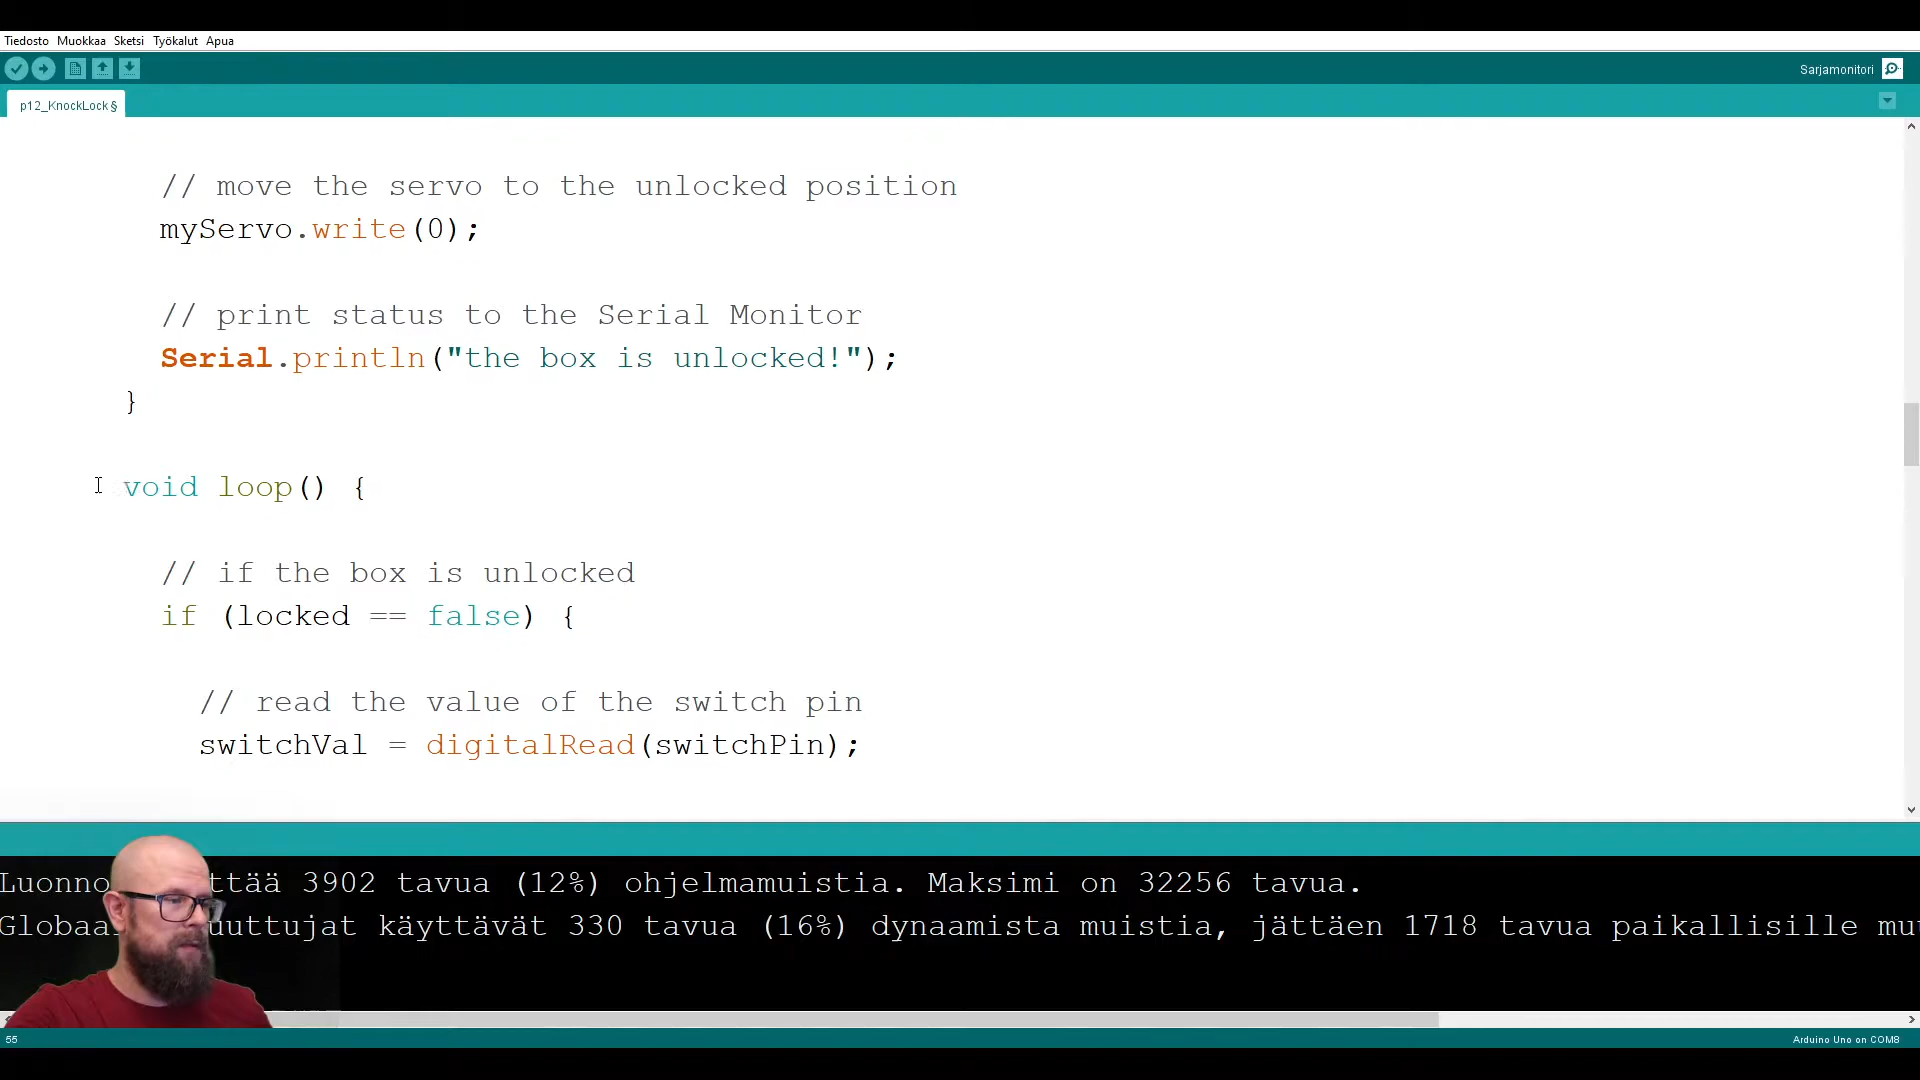 Tiedosto Muokkaa Sketsi Työkalut Apua
Sarjamonitori
p12_KnockLock §
// move the servo to the unlocked position
myServo.write(0);
// print status to the Serial Monitor
Serial.println("the box is unlocked!");
}
void loop() {
// if the box is unlocked
if (locked == false) {
// read the value of the switch pin
switchVal = digitalRead(switchPin);
3902 tavua (12%) ohjelmamuistia. Maksimi on 32256 tavua.
käyttävät 330 tavua (16%) dynaamista muistia, jättäen 1718 tavua paikallisille
55
Arduino Uno on COM8